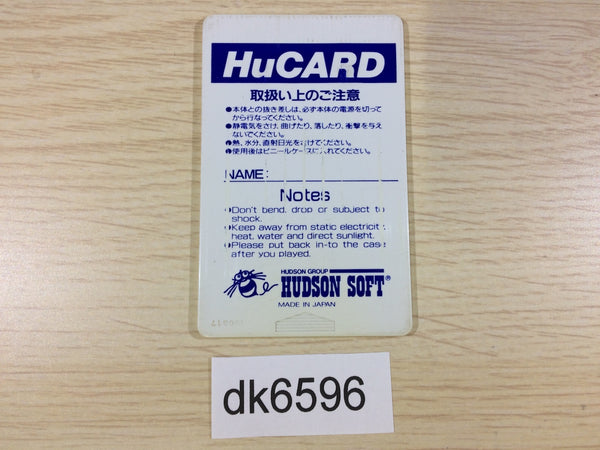 HuCARD
取扱い上のご注意
●本体との抜き差しは、必ず本体の電源を切って
から行なってください。
●静電気をさけ、曲げたり、落したり、衝撃を与え
ないでください。
●熱、水分、直射日光を避けてください。
●使用後はビニールケースに入れてください。
NAME:
Notes
●Don't bend, drop or subject to
shock.
●Keep away from static electricity,
heat, water and direct sunlight.
●Please put back in-to the case
after you played.
HUDSON GROUP
HUDSON SOFT®
MADE IN JAPAN
dk6596